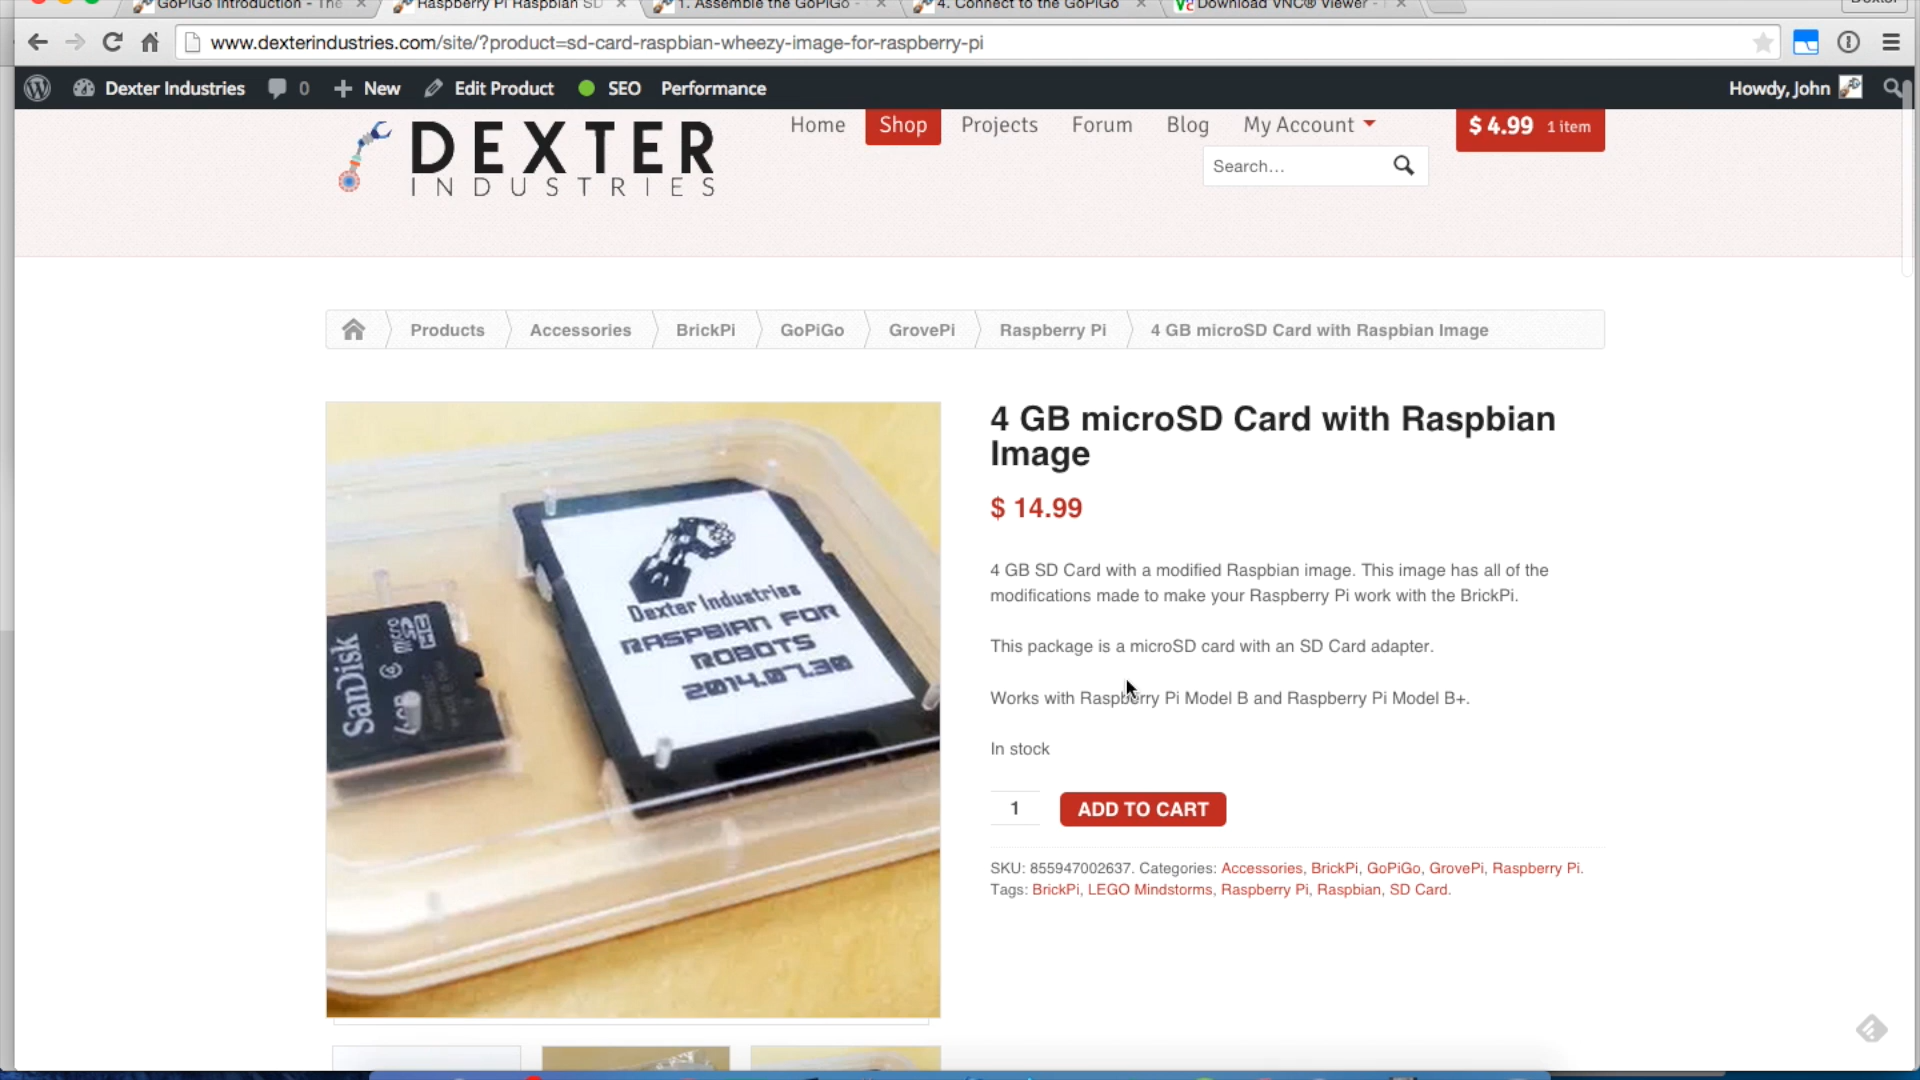 GoPiGo Introduction - The
Raspberry Pi Raspbian SD
1. Assemble the GoPiGo -
4. Connect to the GoPiGo
Download VNC® Viewer -
Dexter
www.dexterindustries.com/site/?product=sd-card-raspbian-wheezy-image-for-raspberry-pi
Dexter Industries 0 New Edit Product SEO Performance Howdy, John
DEXTER
INDUSTRIES
Home Shop Projects Forum Blog My Account
$ 4.99 1 item
Search...
Products Accessories BrickPi GoPiGo GrovePi Raspberry Pi 4 GB microSD Card with Raspbian Image
SanDisk
micro
SD
HC
4
Dexter Industries
RASPBIAN FOR
ROBOTS
2014.07.30
4 GB microSD Card with Raspbian
Image
$ 14.99
4 GB SD Card with a modified Raspbian image. This image has all of the
modifications made to make your Raspberry Pi work with the BrickPi.
This package is a microSD card with an SD Card adapter.
Works with Raspberry Pi Model B and Raspberry Pi Model B+.
In stock
1 ADD TO CART
SKU: 855947002637. Categories: Accessories, BrickPi, GoPiGo, GrovePi, Raspberry Pi.
Tags: BrickPi, LEGO Mindstorms, Raspberry Pi, Raspbian, SD Card.